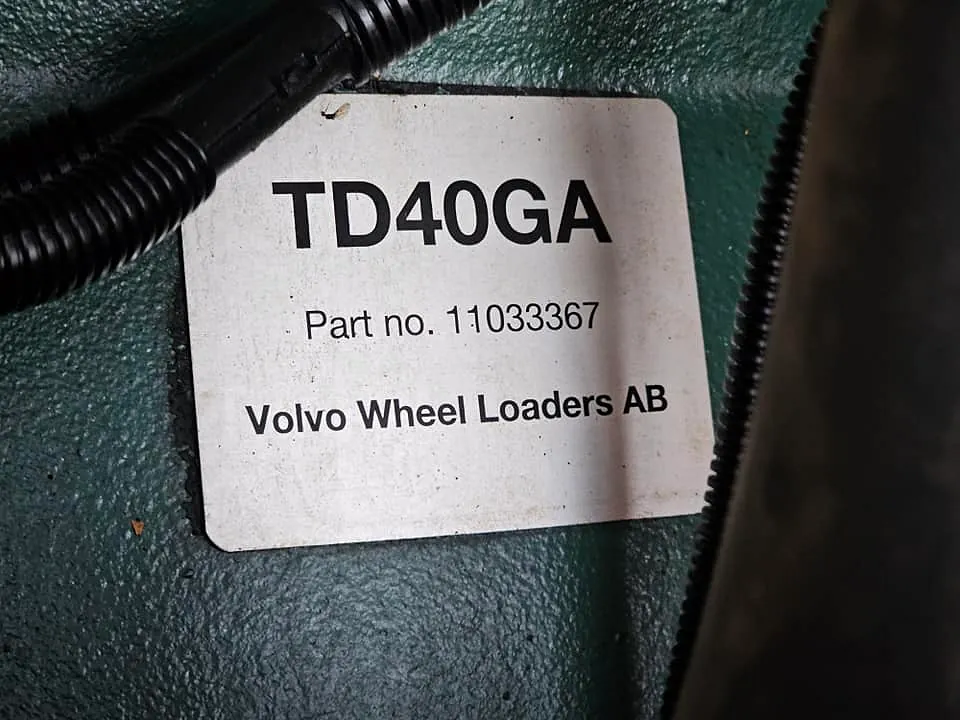 TD40GA
Part no. 11033367
Volvo Wheel Loaders AB